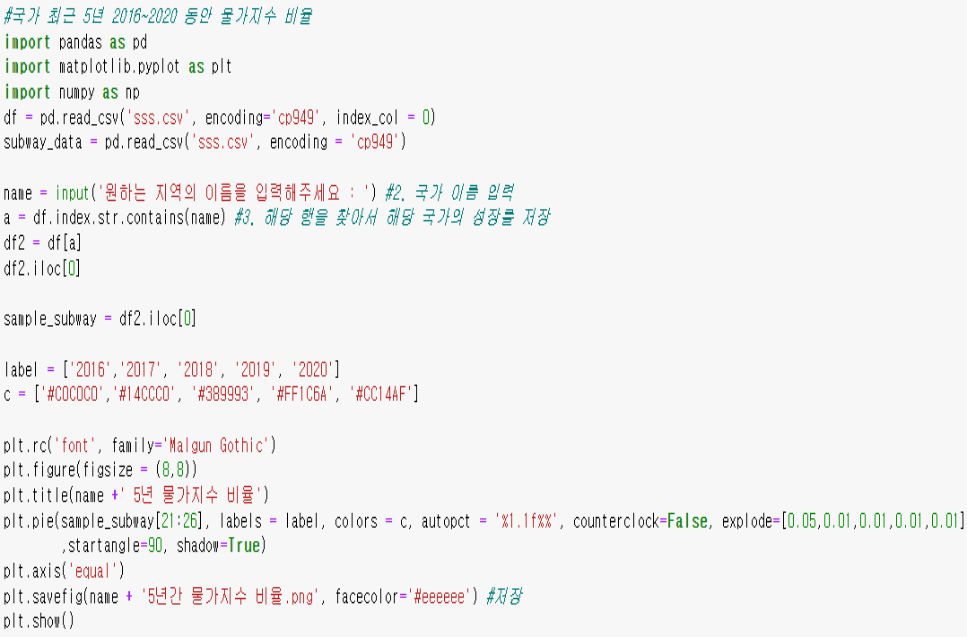 #국가 최근 5년 2016~2020 동안 물가지수 비율
import pandas as pd
import matplotlib.pyplot as plt
import numpy as np
df = pd.read_csv('sss.csv', encoding='cp949', index_col = 0)
subway_data = pd.read_csv('sss.csv', encoding = 'cp949')
name = input('원하는 지역의 이름을 입력해주세요 : ') #2. 국가 이름 입력
a = df.index.str.contains(name) #3. 해당 행을 찾아서 해당 국가의 성장률 저장
df2 = df[a]
df2.iloc[0]
sample_subway = df2.iloc[0]
label = ['2016','2017', '2018', '2019', '2020']
c = ['#C0C0C0','#14CCC0', '#389993', '#FF1C6A', '#CC14AF']
plt.rc('font', family='Malgun Gothic')
plt.figure(figsize = (8,8))
plt.title(name +' 5년 물가지수 비율')
plt.pie(sample_subway[21:26], labels = label, colors = c, autopct = '%1.1f%%', counterclock=False, explode=[0.05,0.01,0.01,0.01,0.01]
,startangle=90, shadow=True)
plt.axis('equal')
plt.savefig(name + '5년간 물가지수 비율.png', facecolor='#eeeeee') #저장
plt.show()